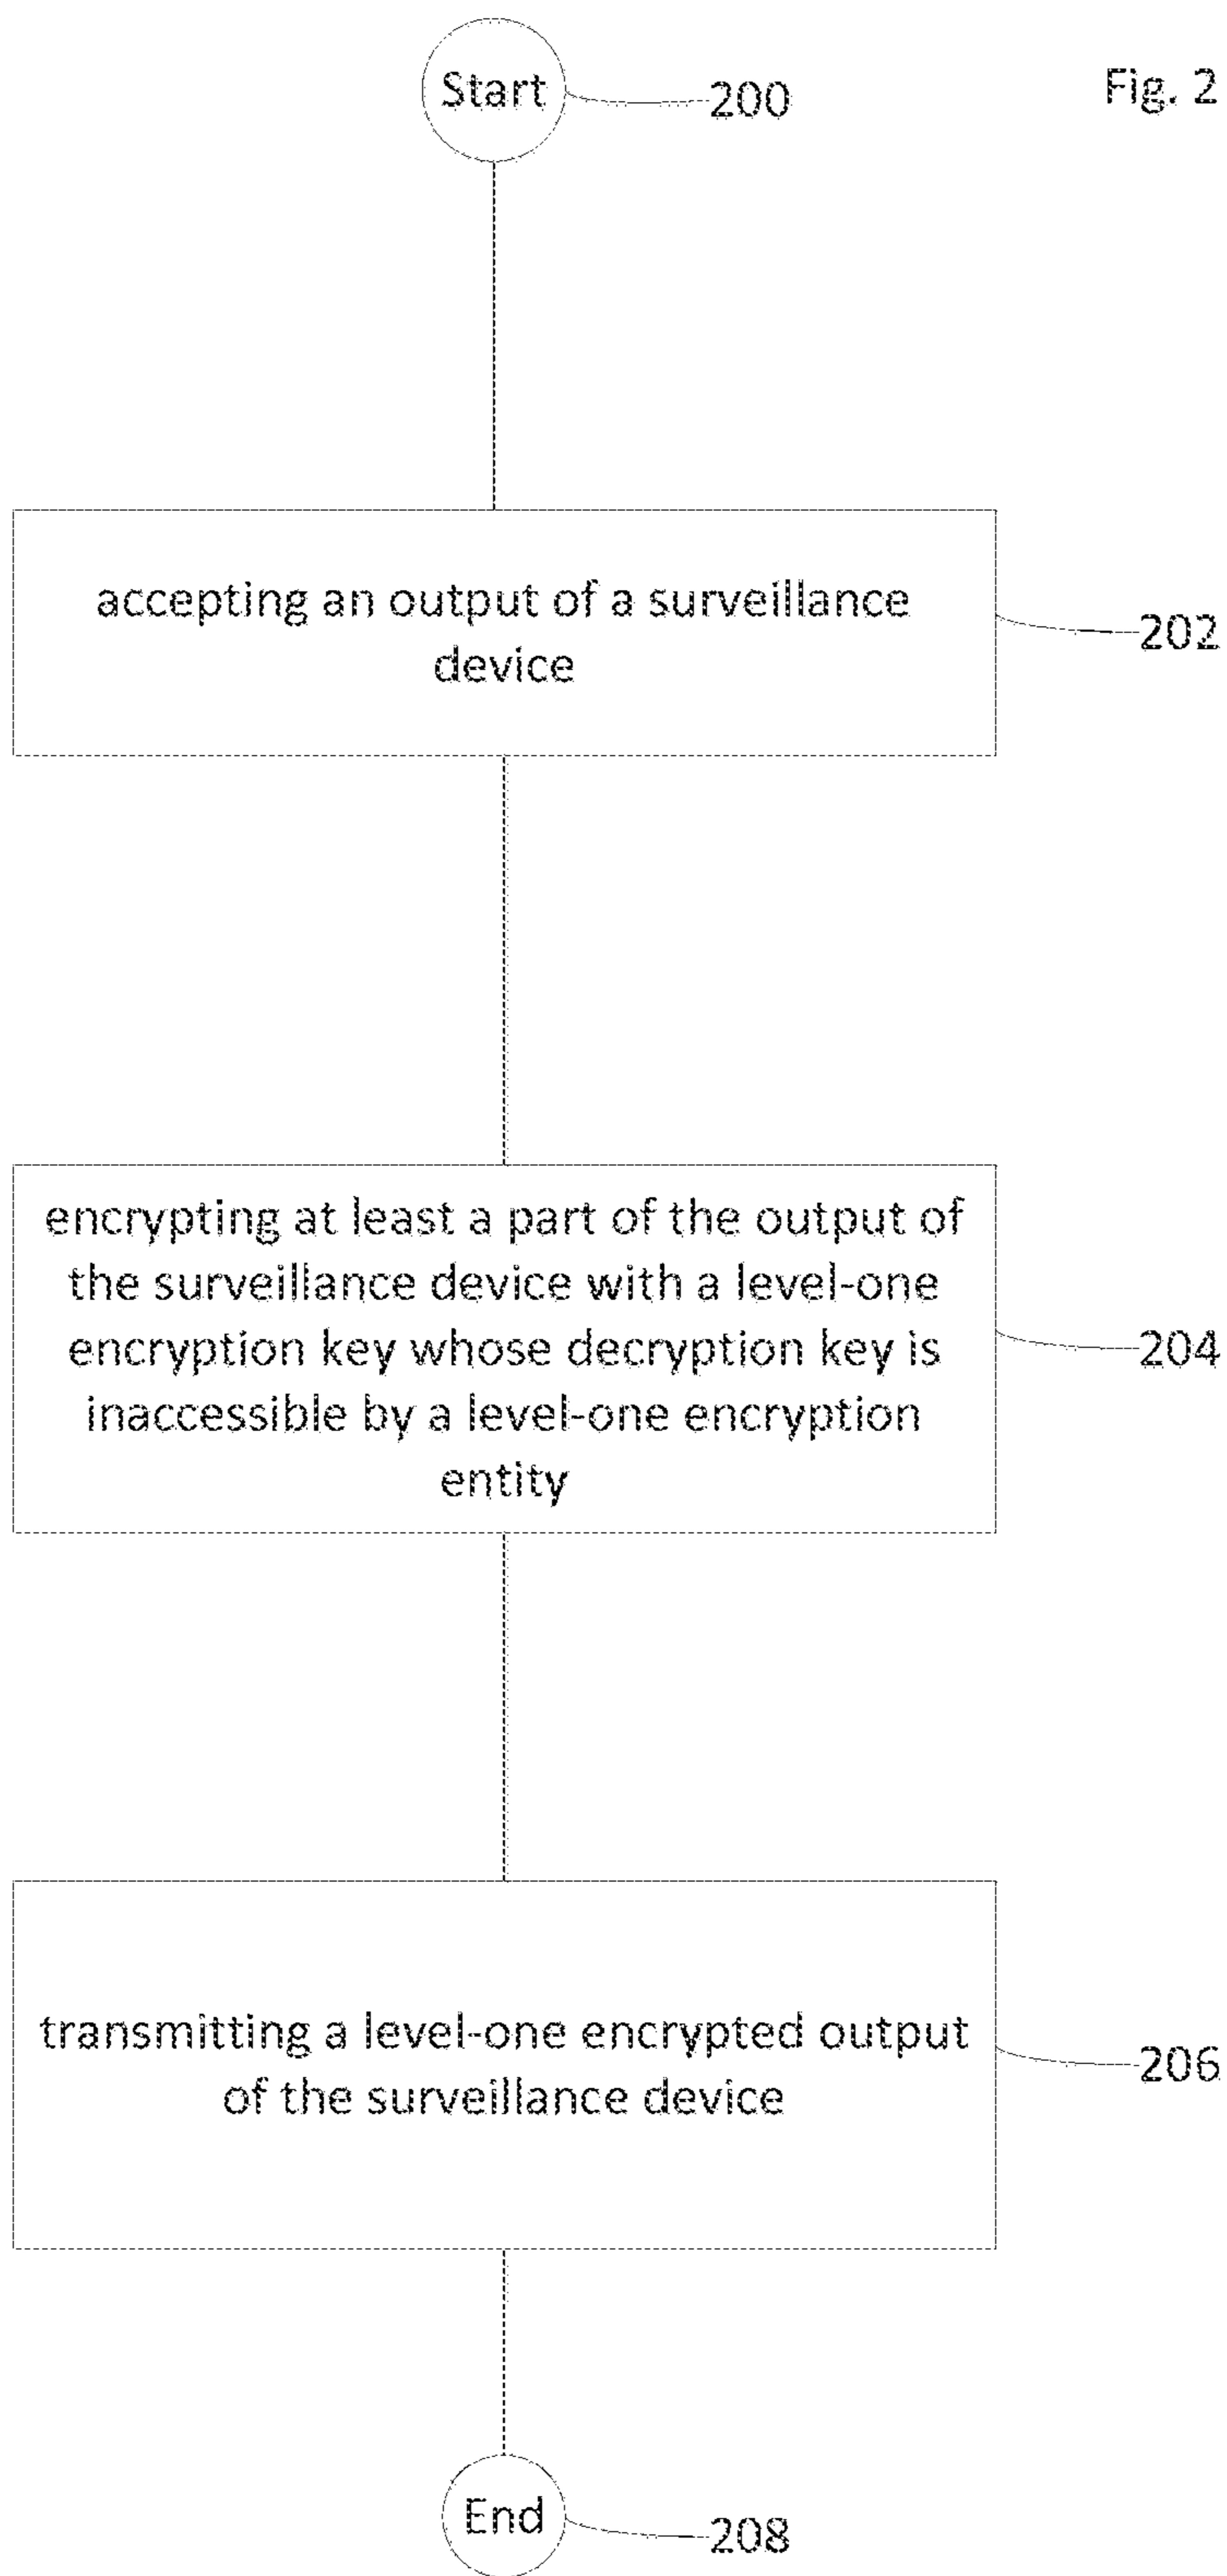 Start
200
Fig. 2
accepting an output of a surveillance
device
202
encrypting at least a part of the output of
the surveillance device with a level-one
encryption key whose decryption key is
inaccessible by a level-one encryption
entity
204
transmitting a level-one encrypted output
of the surveillance device
206
End
208